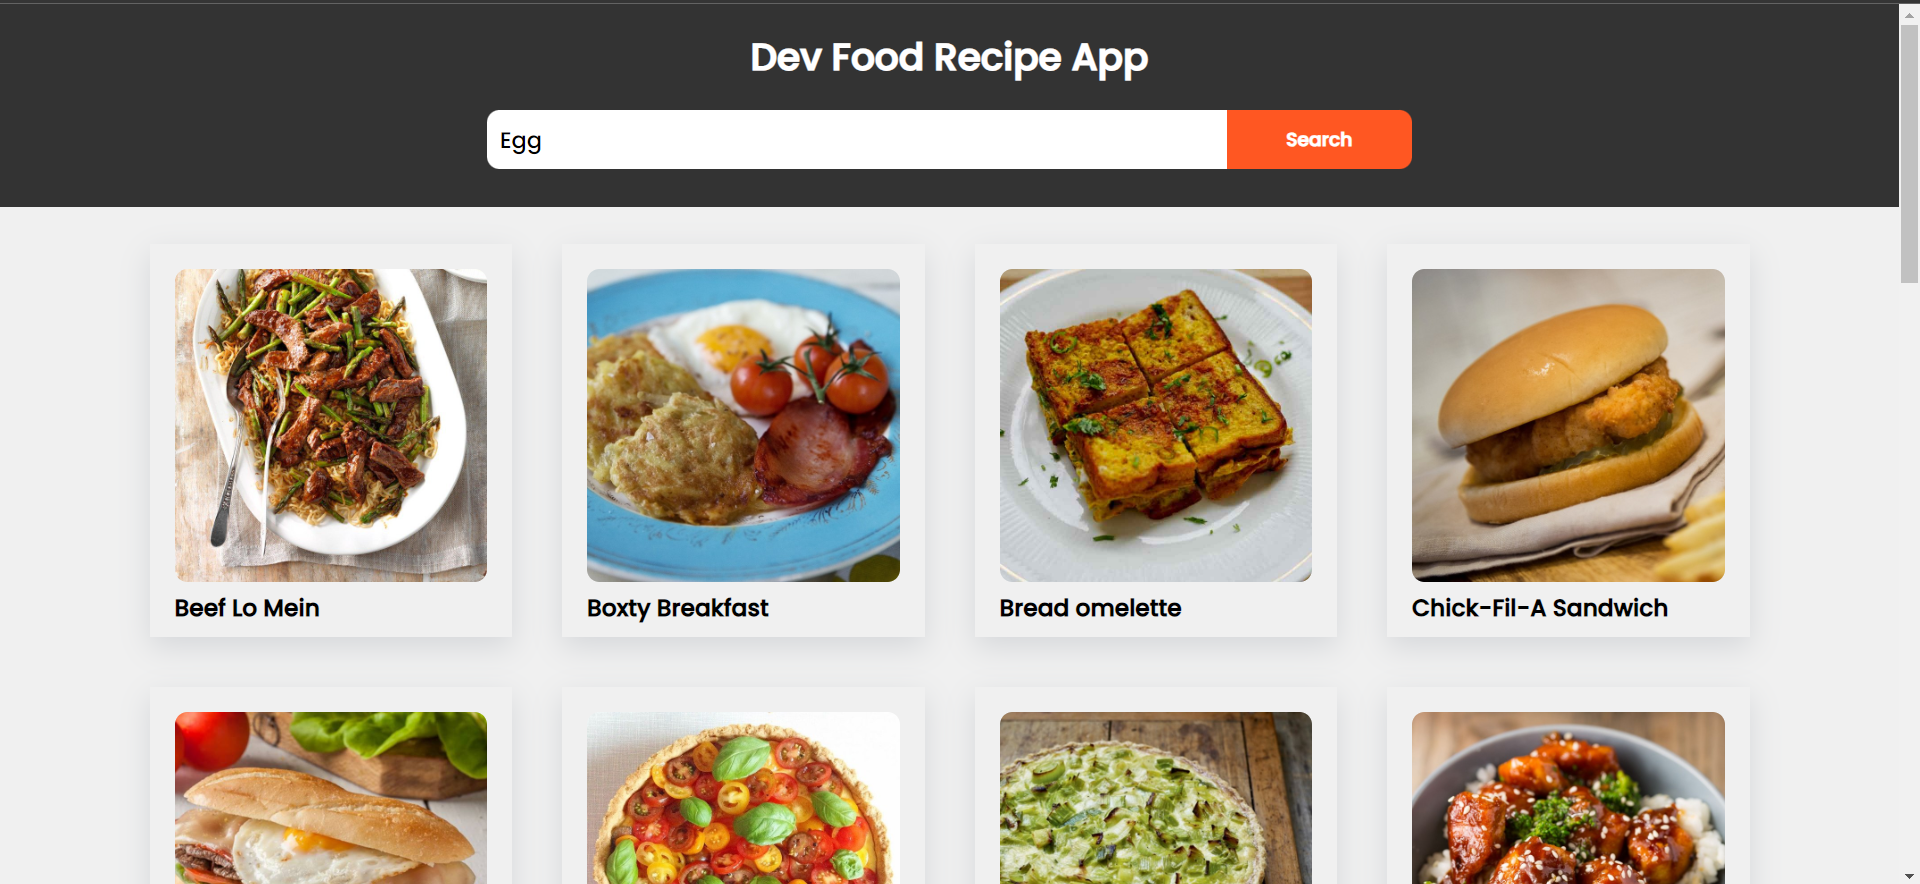 Dev Food Recipe App
Egg
Search
Beef Lo Mein
Boxty Breakfast
Bread omelette
Chick-Fil-A Sandwich